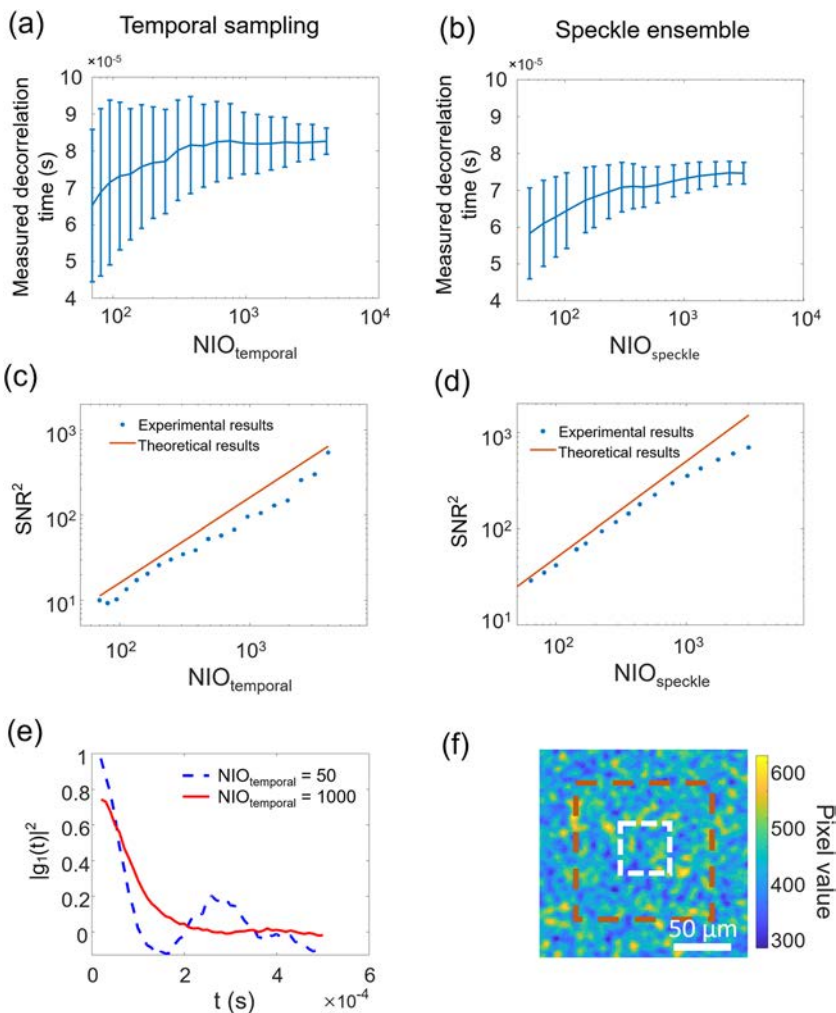 (a) Temporal sampling
×10⁻⁵
10
9
8
7
6
5
4
Measured decorrelation
time (s)
10² 10³ 10⁴
NIO_temporal
(b) Speckle ensemble
×10⁻⁵
10
9
8
7
6
5
4
Measured decorrelation
time (s)
10² 10³ 10⁴
NIO_speckle
(c)
Experimental results
Theoretical results
10³
10²
10¹
SNR²
10² 10³
NIO_temporal
(d)
Experimental results
Theoretical results
10³
10²
10¹
SNR²
10² 10³
NIO_speckle
(e)
NIO_temporal = 50
NIO_temporal = 1000
1
0.8
0.6
0.4
0.2
0
|g₁(t)|²
0 2 4 6
t (s) ×10⁻⁴
(f)
50 µm
600
500
400
300
Pixel value